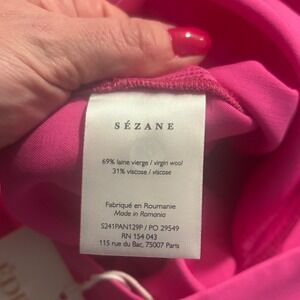 SÉZANE
69% laine vierge / virgin wool
31% viscose / viscose
Fabriqué en Roumanie
Made in Romania
S241PAN129P / PO 29549
RN 154 043
115 rue du Bac, 75007 Paris